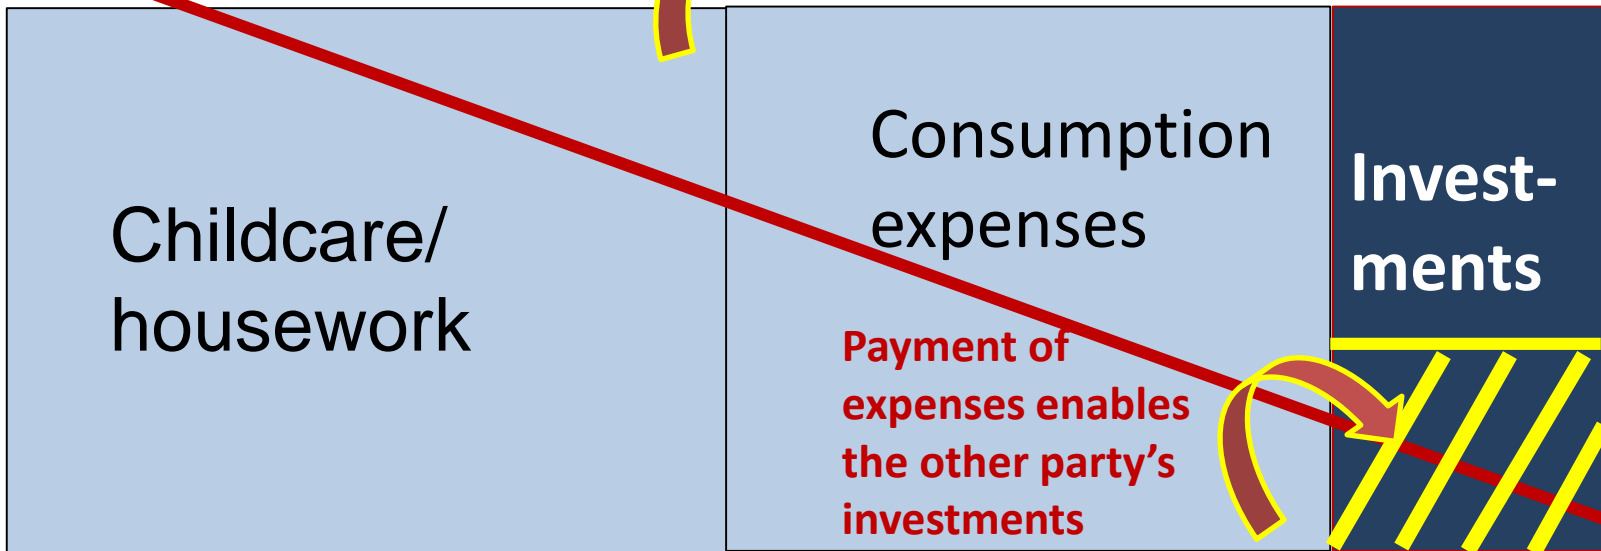 Childcare/
housework
Consumption
expenses
Payment of
expenses enables
the other party’s
investments
Invest-
ments